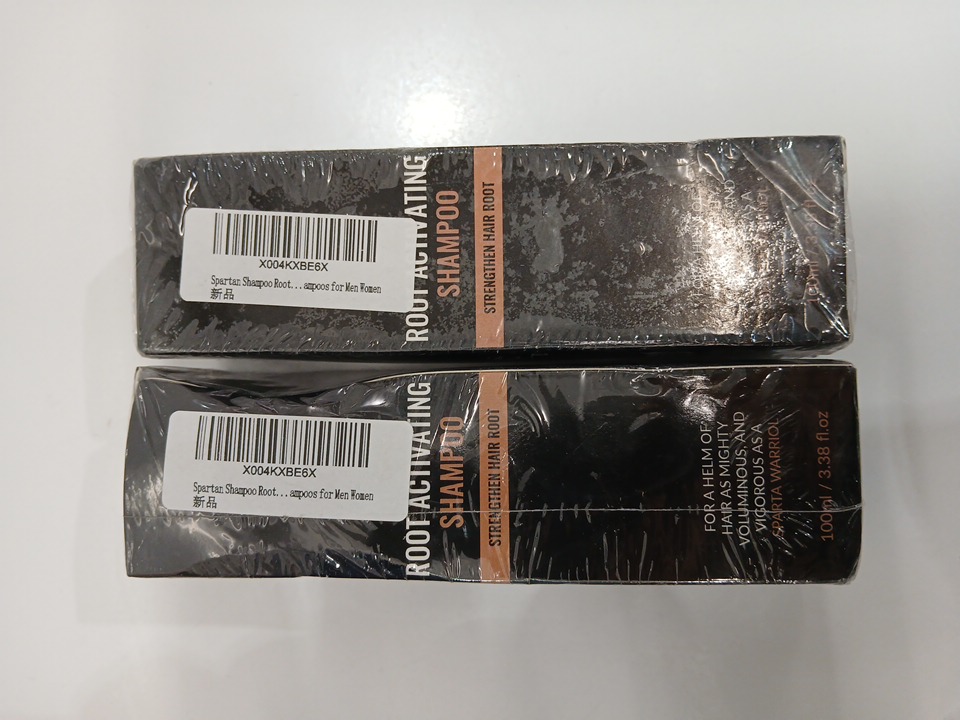 X004KXBE6X
Spartan Shampoo Root...ampoos for Men Women
新品
ROOT ACTIVATING
SHAMPOO
STRENGTHEN HAIR ROOT
X004KXBE6X
Spartan Shampoo Root...ampoos for Men Women
新品
ROOT ACTIVATING
SHAMPOO
STRENGTHEN HAIR ROOT
FOR A HELM OF
HAIR AS MIGHTY
VOLUMINOUS AND
VIGOROUS AS A
SPARTA WARRIOL
100ml / 3.38 fl.oz